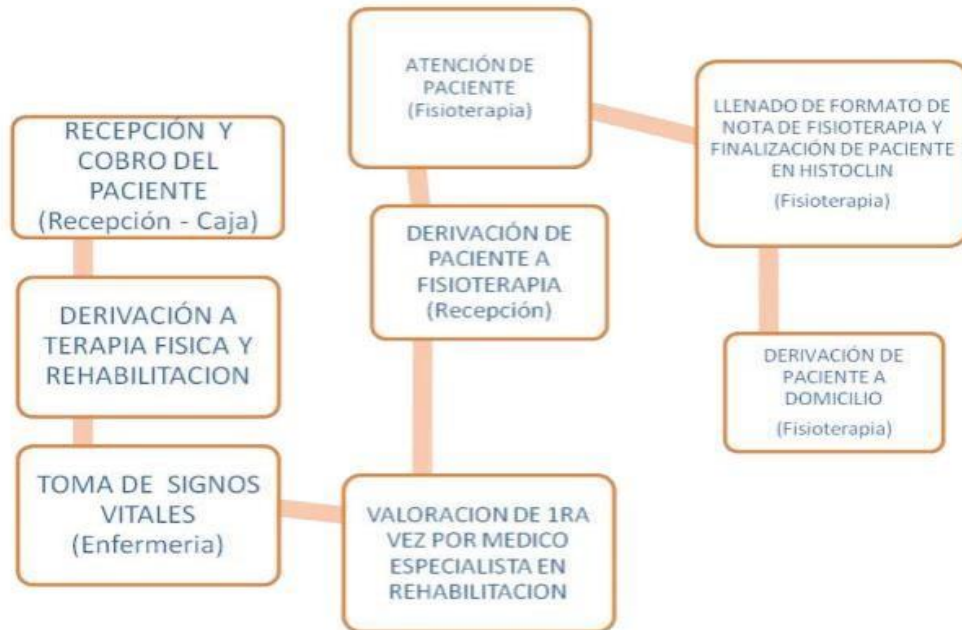 RECEPCIÓN Y
COBRO DEL
PACIENTE
(Recepción - Caja)
DERIVACIÓN A
TERAPIA FISICA Y
REHABILITACION
TOMA DE SIGNOS
VITALES
(Enfermeria)
VALORACION DE 1RA
VEZ POR MEDICO
ESPECIALISTA EN
REHABILITACION
DERIVACIÓN DE
PACIENTE A
FISIOTERAPIA
(Recepción)
ATENCIÓN DE
PACIENTE
(Fisioterapia)
LLENADO DE FORMATO DE
NOTA DE FISIOTERAPIA Y
FINALIZACIÓN DE PACIENTE
EN HISTOCLIN
(Fisioterapia)
DERIVACIÓN DE
PACIENTE A
DOMICILIO
(Fisioterapia)